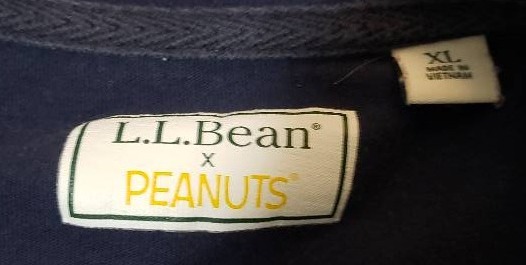 XL
MADE IN
VIETNAM
L.L.Bean®
X
PEANUTS®